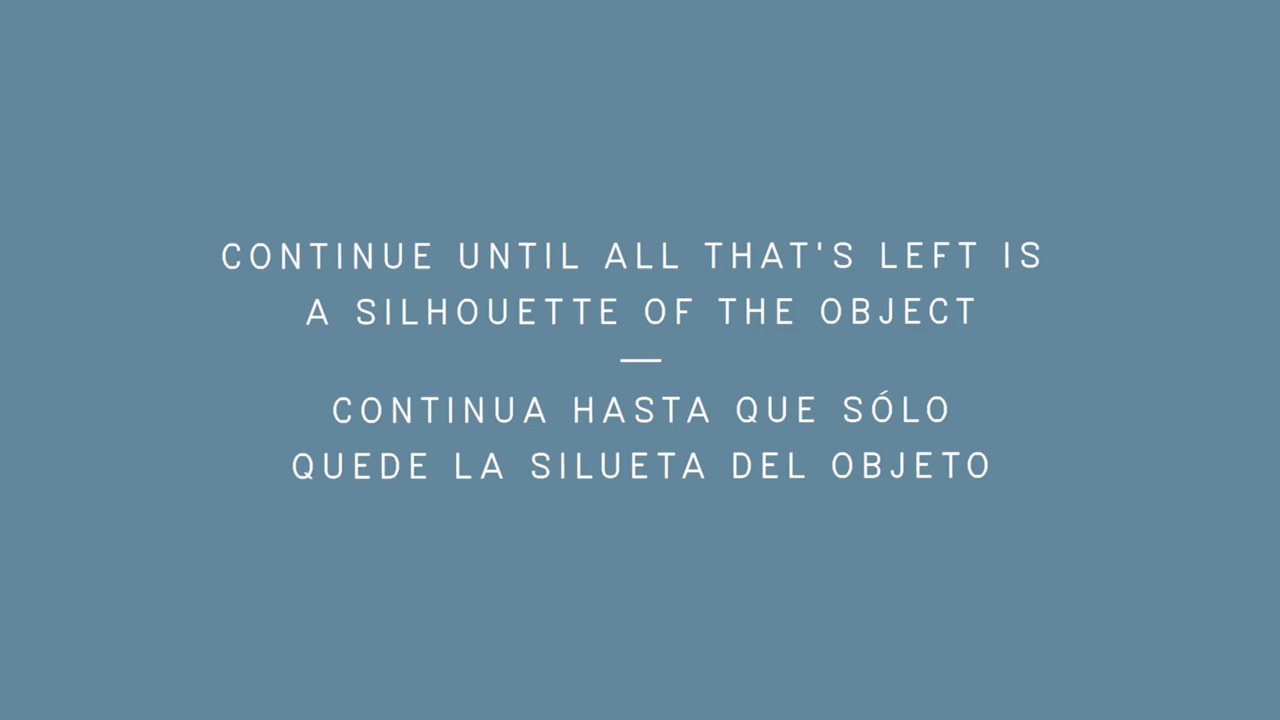 CONTINUE UNTIL ALL THAT'S LEFT IS
A SILHOUETTE OF THE OBJECT
—
CONTINUA HASTA QUE SÓLO
QUEDE LA SILUETA DEL OBJETO